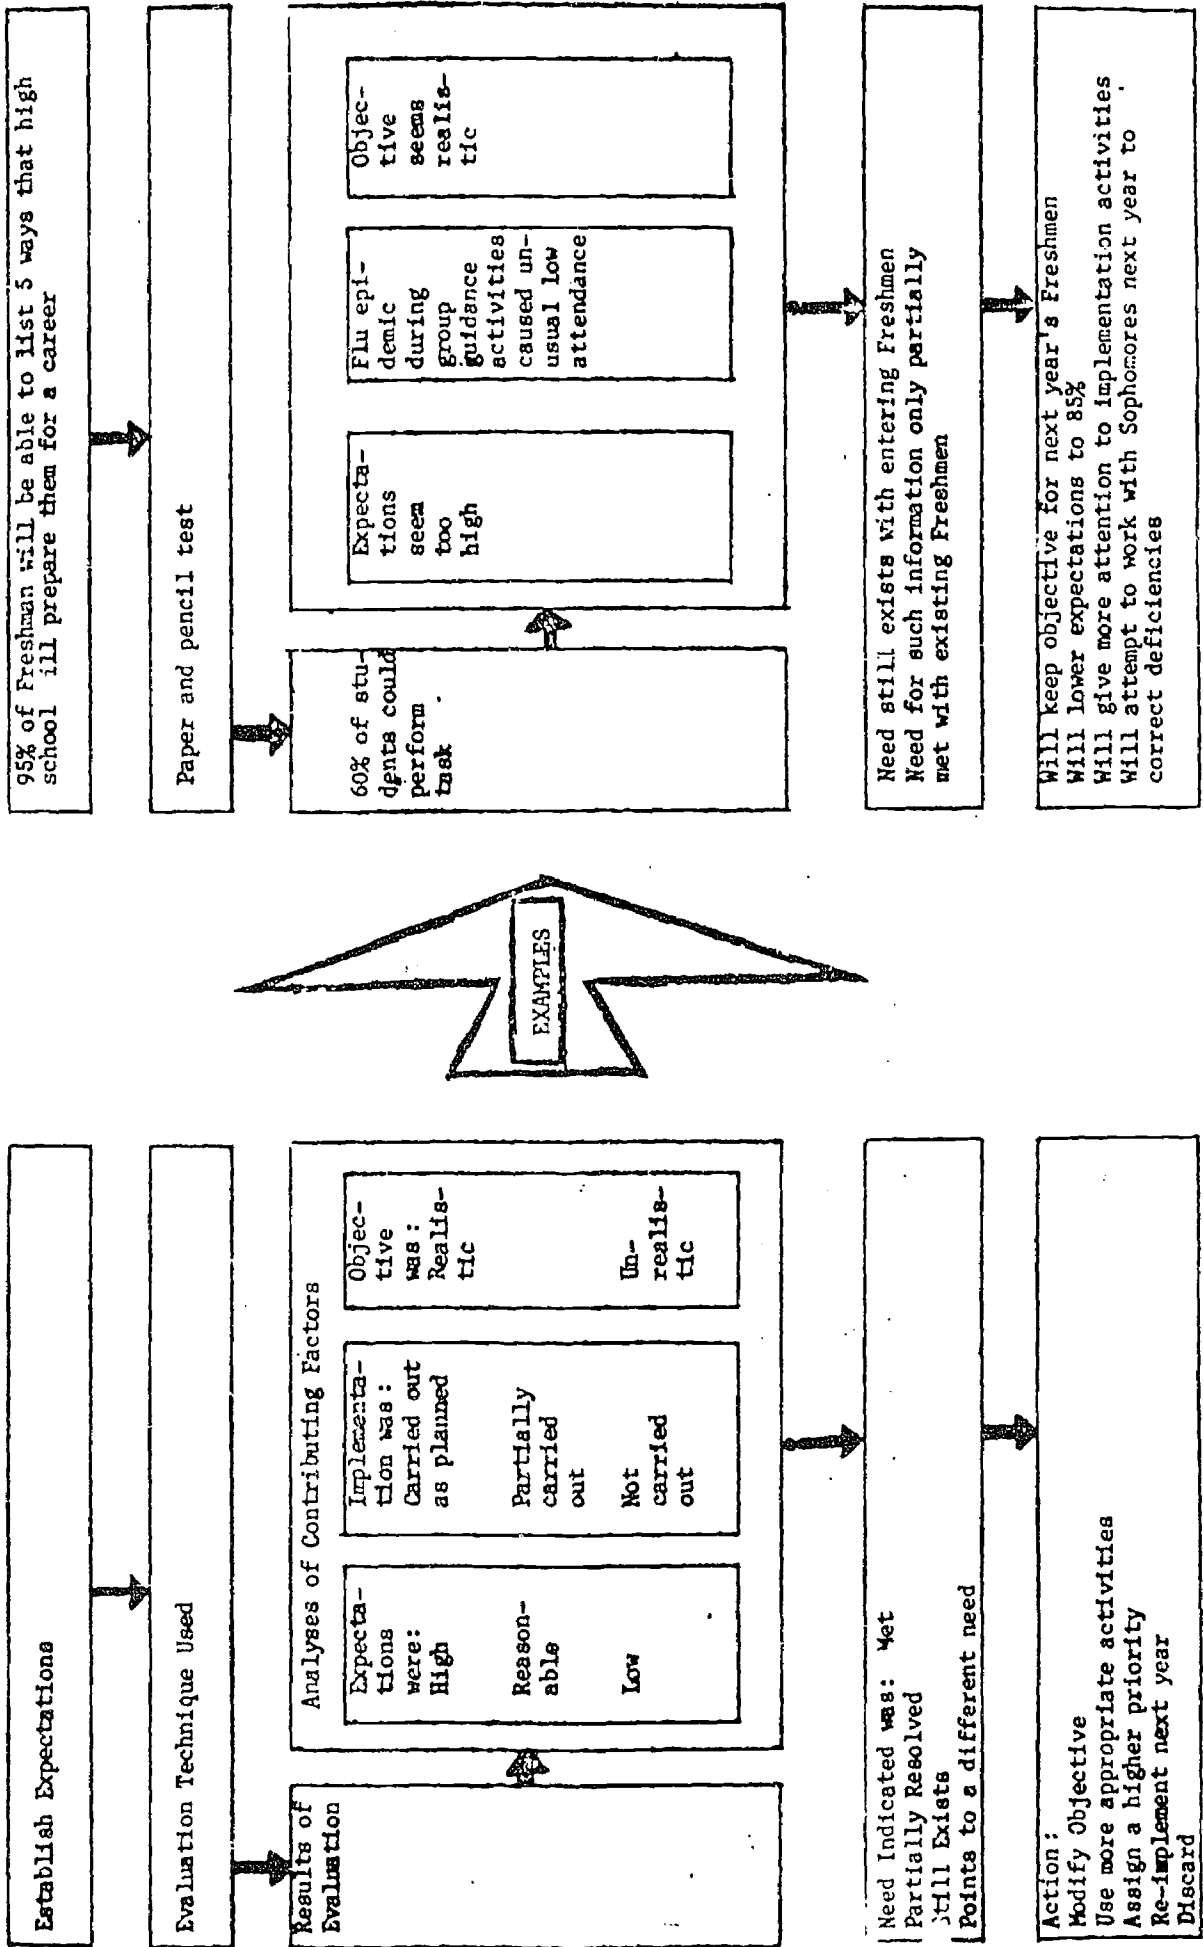 Establish Expectations
Evaluation Technique Used
Results of
Evaluation
Analyses of Contributing Factors
Expecta-
tions
were:
High
Reason-
able
Low
Implementa-
tion was:
Carried out
as planned
Partially
carried
out
Not
carried
out
Objec-
tive
was:
Realis-
tic
Un-
realis-
tic
Need Indicated was: Met
Partially Resolved
Still Exists
Points to a different need
Action:
Modify Objective
Use more appropriate activities
Assign a higher priority
Re-implement next year
Discard
EXAMPLES
95% of Freshman will be able to list 5 ways that high
school ill prepare them for a career
Paper and pencil test
60% of stu-
dents could
perform
task
Expecta-
tions
seem
too
high
Flu epi-
demic
during
group
guidance
activities
caused un-
usual low
attendance
Objec-
tive
seems
realis-
tic
Need still exists with entering Freshmen
Need for such information only partially
met with existing Freshmen
Will keep objective for next year's Freshmen
Will lower expectations to 85%
Will give more attention to implementation activities
Will attempt to work with Sophomores next year to
correct deficiencies